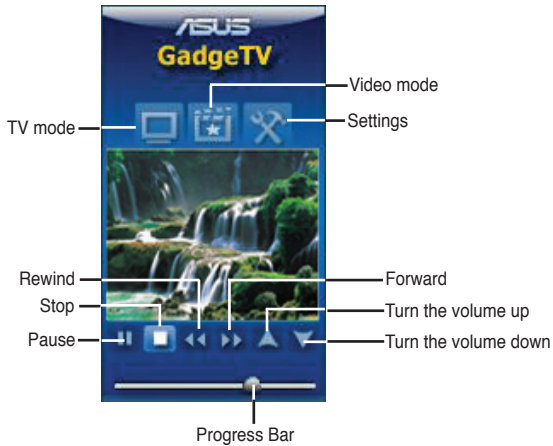 ASUS
GadgeTV
Video mode
TV mode
Settings
Rewind
Forward
Stop
Turn the volume up
Pause
Turn the volume down
Progress Bar